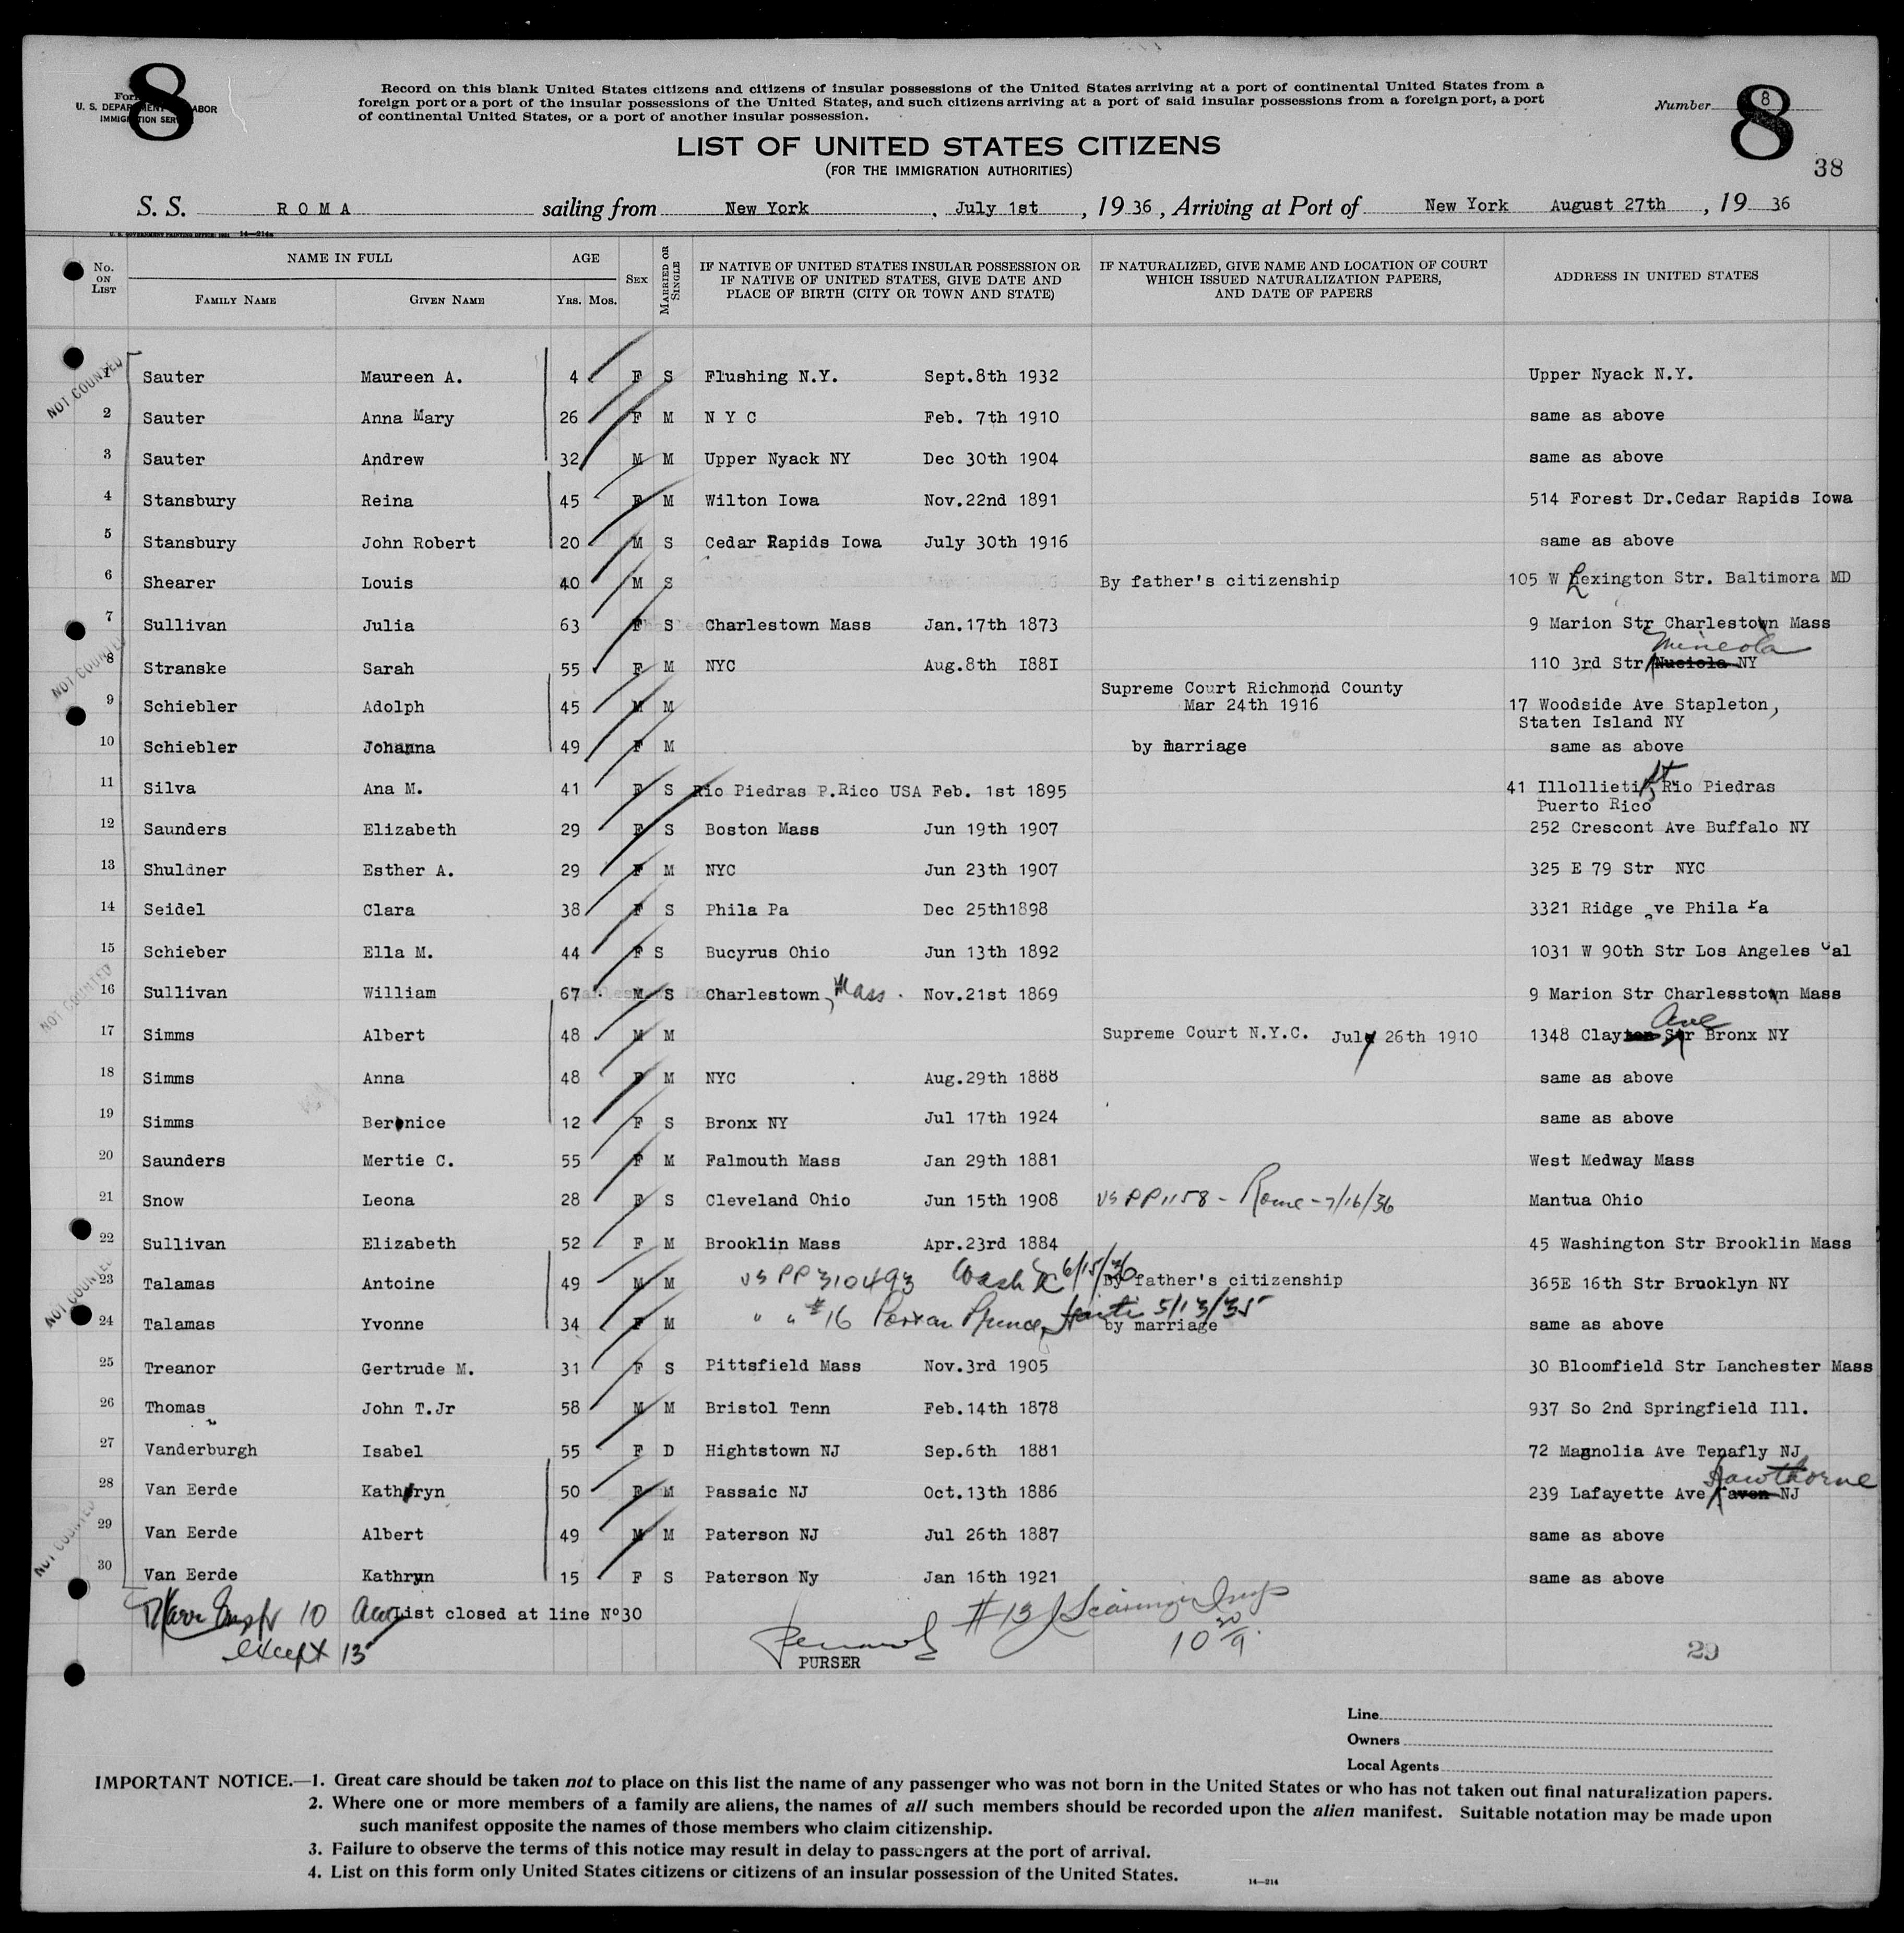 8
Form
U. S. DEPARTMENT LABOR
IMMIGRATION SERVICE
Record on this blank United States citizens and citizens of insular possessions of the United States arriving at a port of continental United States from a
foreign port or a port of the insular possessions of the United States, and such citizens arriving at a port of said insular possessions from a foreign port, a port
of continental United States, or a port of another insular possession.
Number 8
8
38
LIST OF UNITED STATES CITIZENS
(FOR THE IMMIGRATION AUTHORITIES)
S. S. ROMA sailing from New York, July 1st, 1936, Arriving at Port of New York August 27th, 1936
U. S. GOVERNMENT PRINTING OFFICE: 1931 14—214a
No. ON LIST NAME IN FULL FAMILY NAME GIVEN NAME AGE YRS. MOS. SEX MARRIED OR SINGLE IF NATIVE OF UNITED STATES INSULAR POSSESSION OR IF NATIVE OF UNITED STATES, GIVE DATE AND PLACE OF BIRTH (CITY OR TOWN AND STATE) IF NATURALIZED, GIVE NAME AND LOCATION OF COURT WHICH ISSUED NATURALIZATION PAPERS, AND DATE OF PAPERS ADDRESS IN UNITED STATES
NOT COUNTED
1 Sauter Maureen A. 4 F S Flushing N.Y. Sept.8th 1932 Upper Nyack N.Y.
2 Sauter Anna Mary 26 F M N Y C Feb. 7th 1910 same as above
3 Sauter Andrew 32 M M Upper Nyack NY Dec 30th 1904 same as above
4 Stansbury Reina 45 F M Wilton Iowa Nov.22nd 1891 514 Forest Dr.Cedar Rapids Iowa
5 Stansbury John Robert 20 M S Cedar Rapids Iowa July 30th 1916 same as above
6 Shearer Louis 40 M S By father's citizenship 105 W Lexington Str. Baltimora MD
7 Sullivan Julia 63 F S Charlestown Mass Jan.17th 1873 9 Marion Str Charlestown Mass
NOT COUNTED
8 Stranske Sarah 55 F M NYC Aug.8th I88I 110 3rd Str Mineola NY
9 Schiebler Adolph 45 M M Supreme Court Richmond County Mar 24th 1916 17 Woodside Ave Stapleton, Staten Island NY
10 Schiebler Johanna 49 F M by marriage same as above
11 Silva Ana M. 41 F S Rio Piedras P.Rico USA Feb. 1st 1895 41 Illollieti St. Rio Piedras Puerto Rico
12 Saunders Elizabeth 29 F S Boston Mass Jun 19th 1907 252 Crescont Ave Buffalo NY
13 Shuldner Esther A. 29 F M NYC Jun 23th 1907 325 E 79 Str NYC
14 Seidel Clara 38 F S Phila Pa Dec 25th1898 3321 Ridge Ave Phila Pa
15 Schieber Ella M. 44 F S Bucyrus Ohio Jun 13th 1892 1031 W 90th Str Los Angeles Cal
NOT COUNTED
16 Sullivan William 67 M S Charlestown, Mass. Nov.21st 1869 9 Marion Str Charlesstown Mass
17 Simms Albert 48 M M Supreme Court N.Y.C. July 26th 1910 1348 Clay Ave Bronx NY
18 Simms Anna 48 F M NYC Aug.29th 1888 same as above
19 Simms Bernice 12 F S Bronx NY Jul 17th 1924 same as above
20 Saunders Mertie C. 55 F M Falmouth Mass Jan 29th 1881 West Medway Mass
21 Snow Leona 28 F S Cleveland Ohio Jun 15th 1908 US PP 1158 - Rome - 7/16/36 Mantua Ohio
22 Sullivan Elizabeth 52 F M Brooklin Mass Apr.23rd 1884 45 Washington Str Brooklin Mass
NOT COUNTED
23 Talamas Antoine 49 M M US PP 310493 Wash DC 6/15/36 By father's citizenship 365E 16th Str Brooklyn NY
24 Talamas Yvonne 34 F M " " #16 Port au Prince, Haiti 5/13/35 by marriage same as above
25 Treanor Gertrude M. 31 F S Pittsfield Mass Nov.3rd 1905 30 Bloomfield Str Lanchester Mass
26 Thomas John T.Jr 58 M M Bristol Tenn Feb.14th 1878 937 So 2nd Springfield Ill.
27 Vanderburgh Isabel 55 F D Hightstown NJ Sep.6th 1881 72 Magnolia Ave Tenafly NJ
28 Van Eerde Kathryn 50 F M Passaic NJ Oct.13th 1886 239 Lafayette Ave Hawthorne NJ
NOT COUNTED
29 Van Eerde Albert 49 M M Paterson NJ Jul 26th 1887 same as above
30 Van Eerde Kathryn 15 F S Paterson Ny Jan 16th 1921 same as above
10 List closed at line Nº30
except 13
#13 Insp
10 30/9
PURSER
29
Line
Owners
Local Agents
IMPORTANT NOTICE.—1. Great care should be taken not to place on this list the name of any passenger who was not born in the United States or who has not taken out final naturalization papers.
2. Where one or more members of a family are aliens, the names of all such members should be recorded upon the alien manifest. Suitable notation may be made upon
such manifest opposite the names of those members who claim citizenship.
3. Failure to observe the terms of this notice may result in delay to passengers at the port of arrival.
4. List on this form only United States citizens or citizens of an insular possession of the United States.
14—214